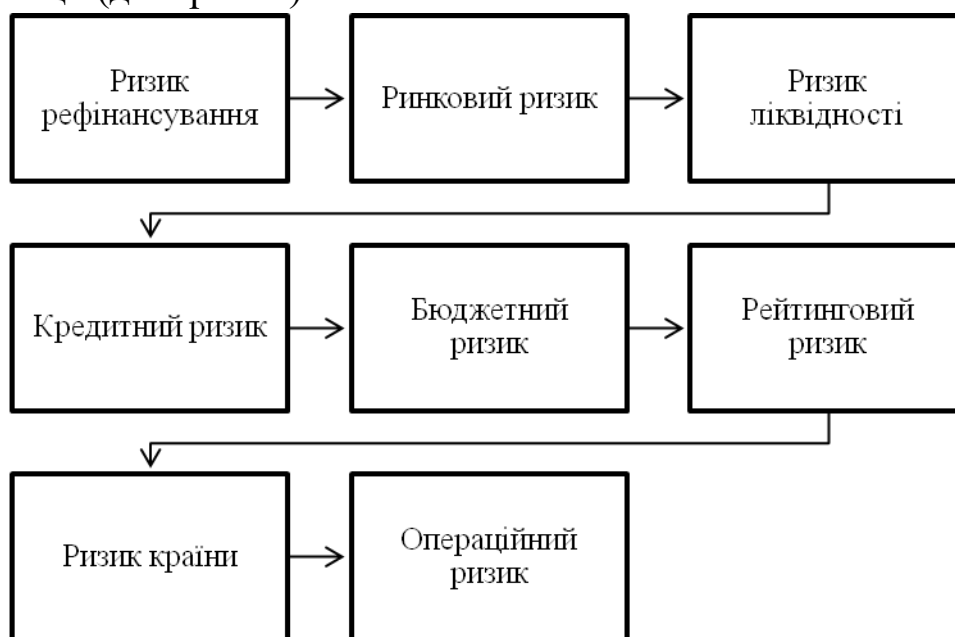 Ризик
рефінансування
Ринковий ризик
Ризик
ліквідності
Кредитний ризик
Бюджетний
ризик
Рейтинговий
ризик
Ризик країни
Операційний
ризик